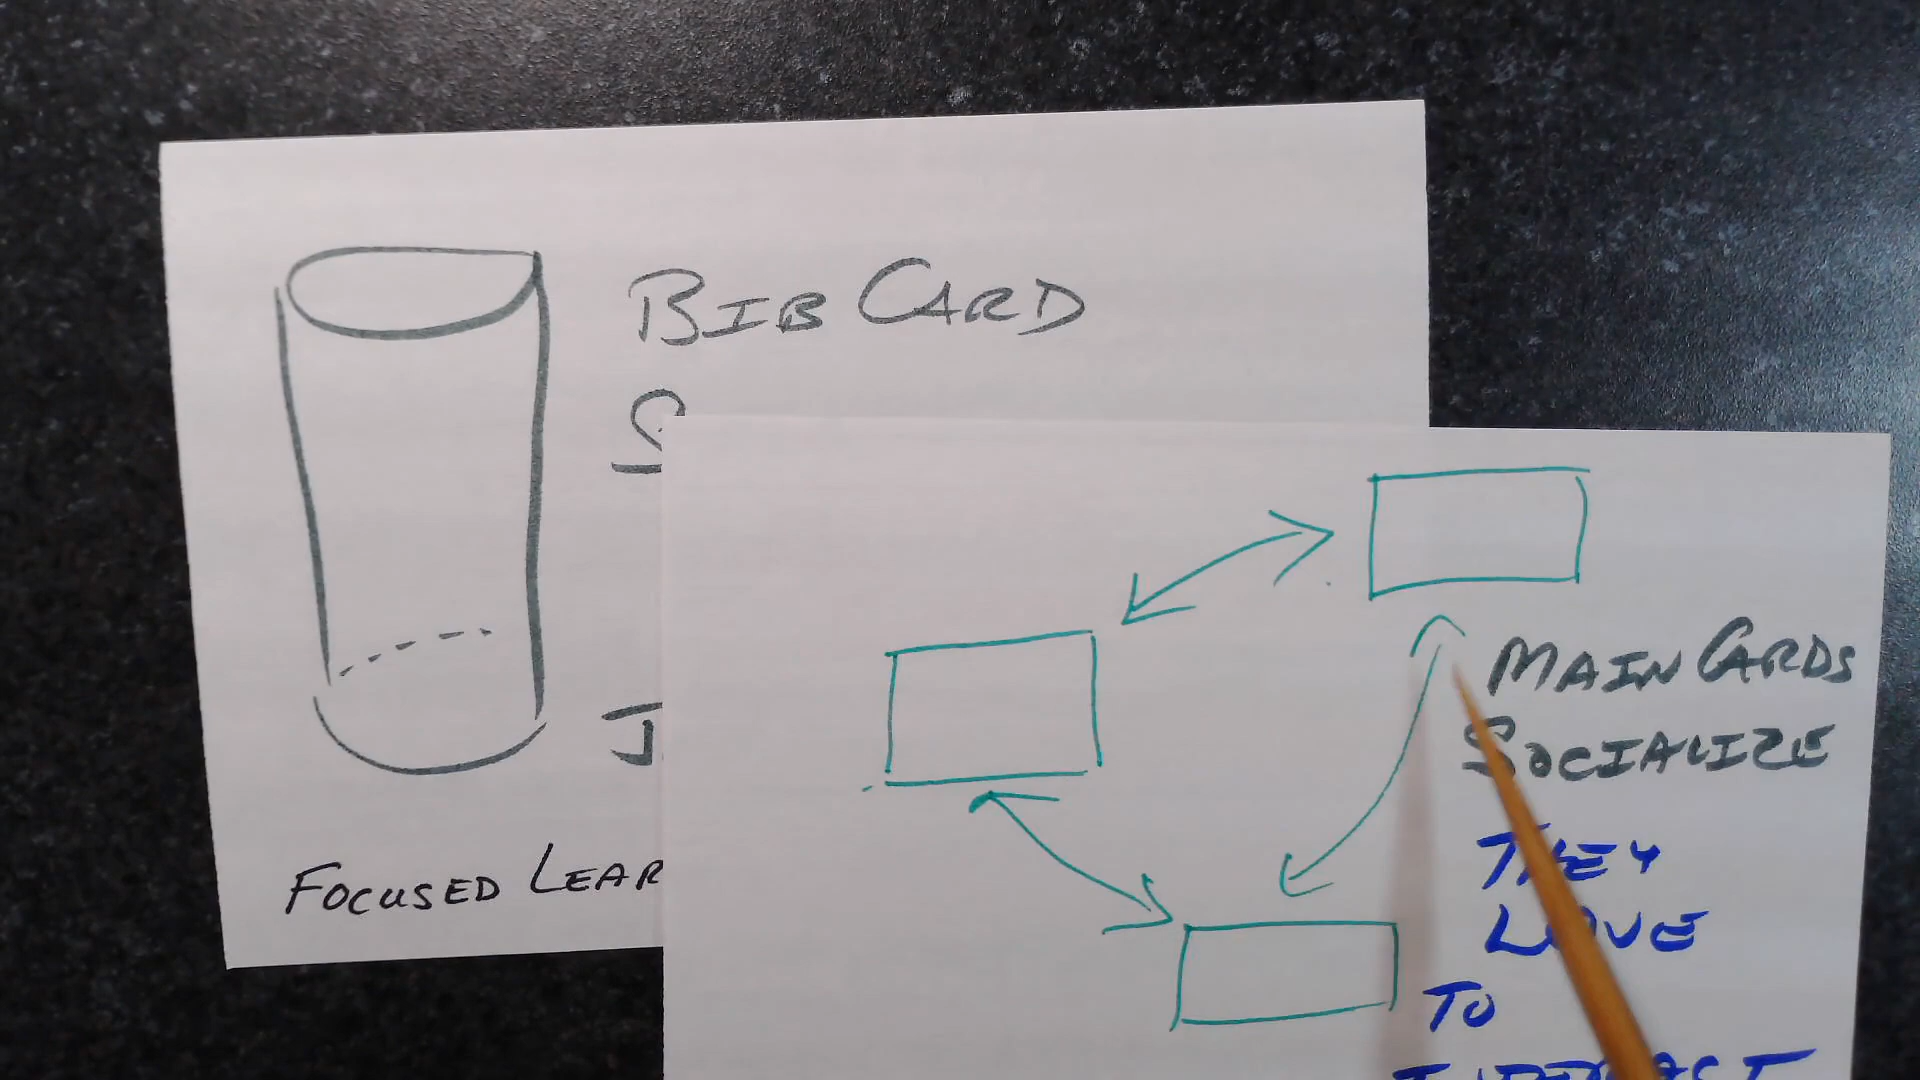 BIB CARD
FOCUSED LEAR
MAIN CARDS
SOCIALIZE
THEY
LOVE
TO